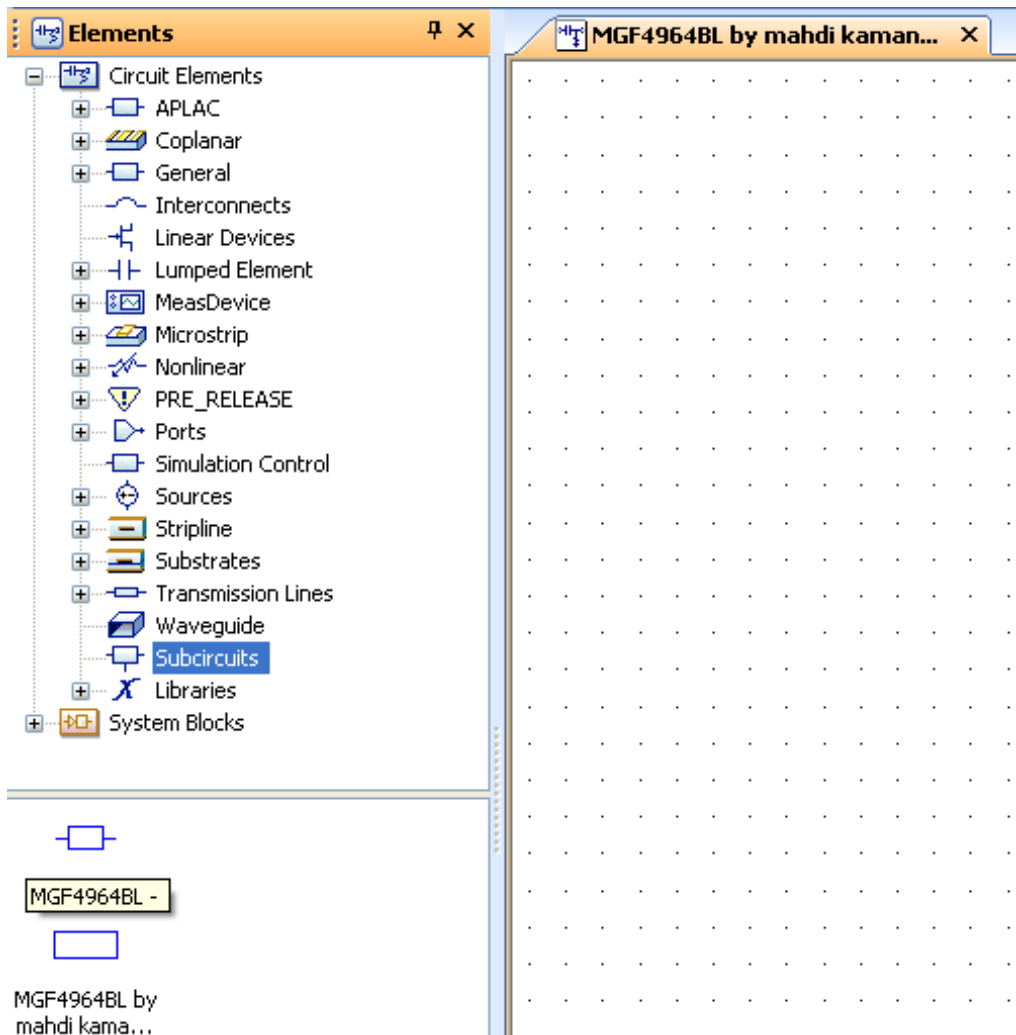 Elements
MGF4964BL by mahdi kaman...
Circuit Elements
APLAC
Coplanar
General
Interconnects
Linear Devices
Lumped Element
MeasDevice
Microstrip
Nonlinear
PRE_RELEASE
Ports
Simulation Control
Sources
Stripline
Substrates
Transmission Lines
Waveguide
Subcircuits
Libraries
System Blocks
MGF4964BL -
MGF4964BL by
mahdi kama...